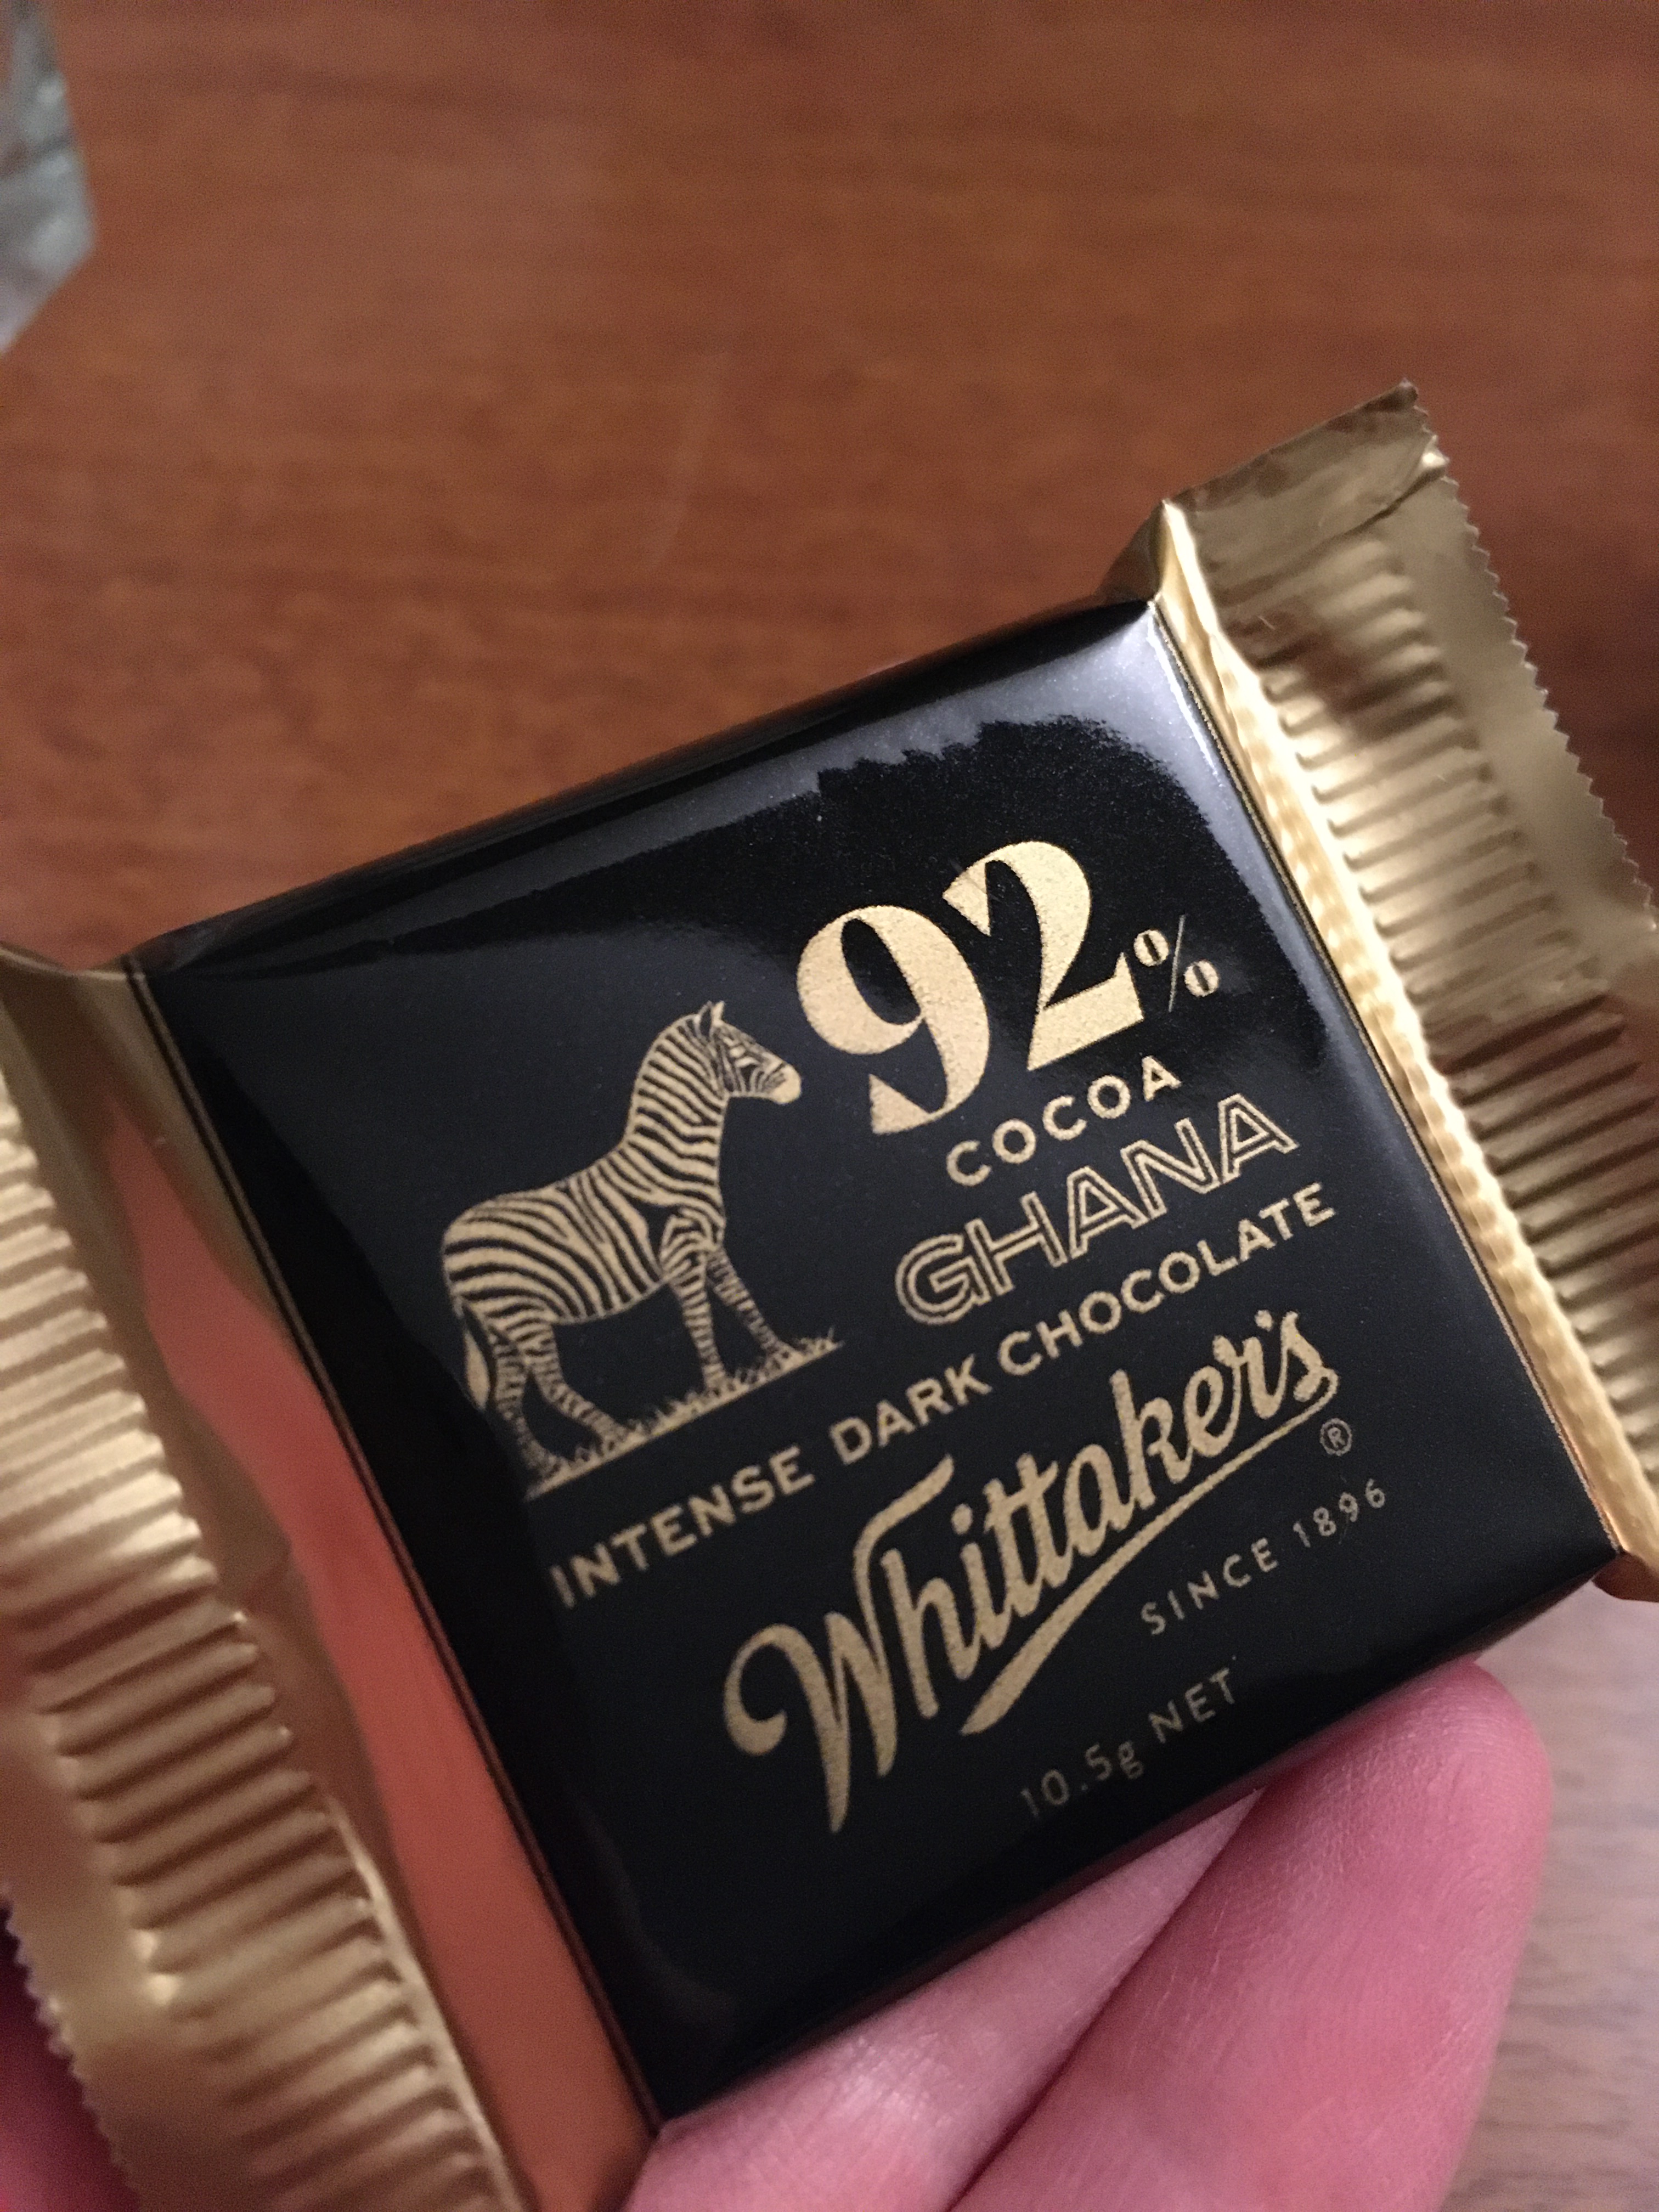 92%
COCOA
GHANA
INTENSE DARK CHOCOLATE
Whittaker's®
SINCE 1896
10.5g NET